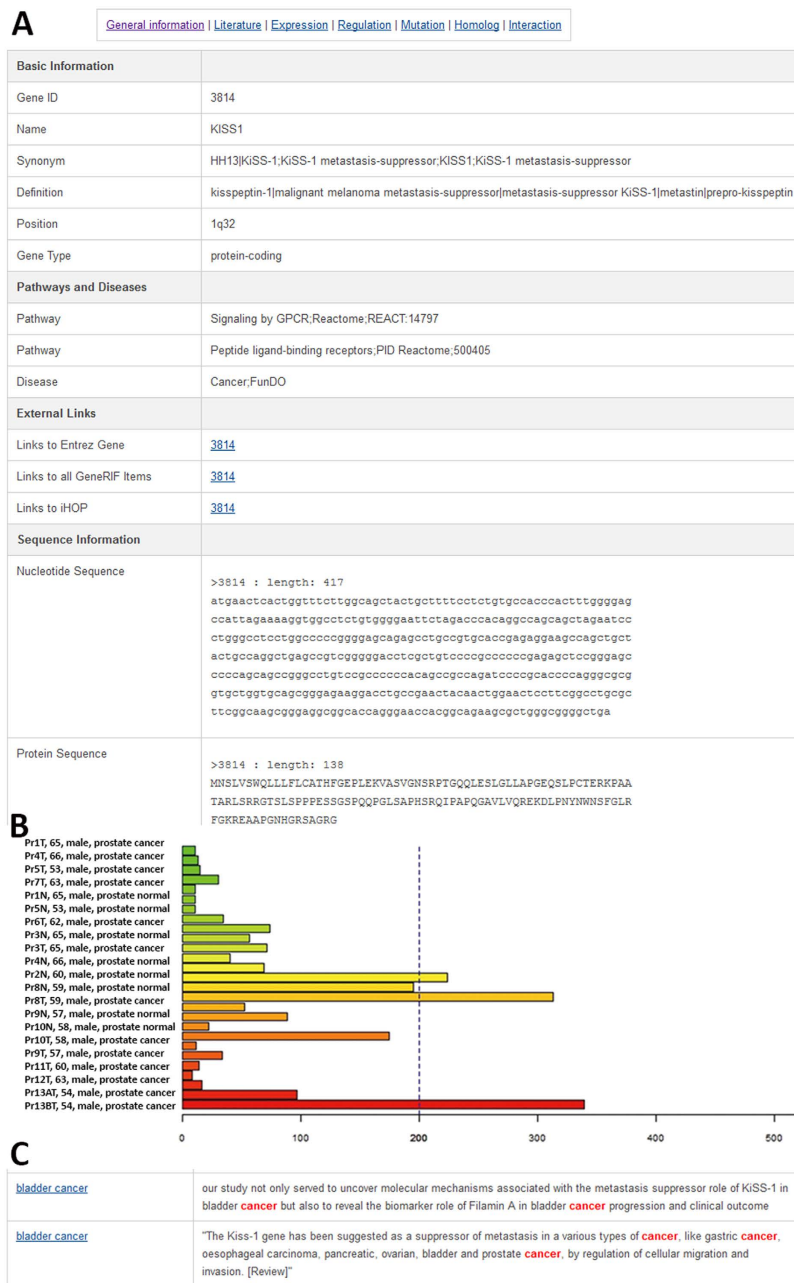 A
General information | Literature | Expression | Regulation | Mutation | Homolog | Interaction
Basic Information
Gene ID 3814
Name KISS1
Synonym HH13|KiSS-1;KiSS-1 metastasis-suppressor;KISS1;KiSS-1 metastasis-suppressor
Definition kisspeptin-1|malignant melanoma metastasis-suppressor|metastasis-suppressor KiSS-1|metastin|prepro-kisspeptin
Position 1q32
Gene Type protein-coding
Pathways and Diseases
Pathway Signaling by GPCR;Reactome;REACT:14797
Pathway Peptide ligand-binding receptors;PID Reactome;500405
Disease Cancer;FunDO
External Links
Links to Entrez Gene 3814
Links to all GeneRIF Items 3814
Links to iHOP 3814
Sequence Information
Nucleotide Sequence
>3814 : length: 417
atgaactcactggtttcttggcagctactgcttttcctctgtgccacccactttggggag
ccattagaaaaggtggcctctgtggggaattctagacccacaggccagcagctagaatcc
ctgggcctcctggcccccggggagcagagcctgccgtgcaccgagaggaagccagctgct
actgccaggctgagccgtcgggggacctcgctgtccccgccccccgagagctccgggagc
ccccagcagccgggcctgtccgccccccacagccgccagatccccgcaccccagggcgcg
gtgctggtgcagcgggagaaggacctgccgaactacaactggaactccttcggcctgcgc
ttcggcaagcgggaggcggcaccagggaaccacggcagaagcgctgggcggggctga
Protein Sequence
>3814 : length: 138
MNSLVSWQLLLFLCATHFGEPLEKVASVGNSRPTGQQLESLGLLAPGEQSLPCTERKPAA
TARLSRRGTSLSPPPESSGSPQQPGLSAPHSRQIPAPQGAVLVQREKDLPNYNWNSFGLR
FGKREAAPGNHGRSAGRG
B
Pr1T, 65, male, prostate cancer
Pr4T, 66, male, prostate cancer
Pr5T, 53, male, prostate cancer
Pr7T, 63, male, prostate cancer
Pr1N, 65, male, prostate normal
Pr5N, 53, male, prostate normal
Pr6T, 62, male, prostate cancer
Pr3N, 65, male, prostate normal
Pr3T, 65, male, prostate cancer
Pr4N, 66, male, prostate normal
Pr2N, 60, male, prostate normal
Pr8N, 59, male, prostate normal
Pr8T, 59, male, prostate cancer
Pr9N, 57, male, prostate normal
Pr10N, 58, male, prostate normal
Pr10T, 58, male, prostate cancer
Pr9T, 57, male, prostate cancer
Pr11T, 60, male, prostate cancer
Pr12T, 63, male, prostate cancer
Pr13AT, 54, male, prostate cancer
Pr13BT, 54, male, prostate cancer
0 100 200 300 400 500
C
bladder cancer
our study not only served to uncover molecular mechanisms associated with the metastasis suppressor role of KiSS-1 in
bladder cancer but also to reveal the biomarker role of Filamin A in bladder cancer progression and clinical outcome
bladder cancer
"The Kiss-1 gene has been suggested as a suppressor of metastasis in a various types of cancer, like gastric cancer,
oesophageal carcinoma, pancreatic, ovarian, bladder and prostate cancer, by regulation of cellular migration and
invasion. [Review]"